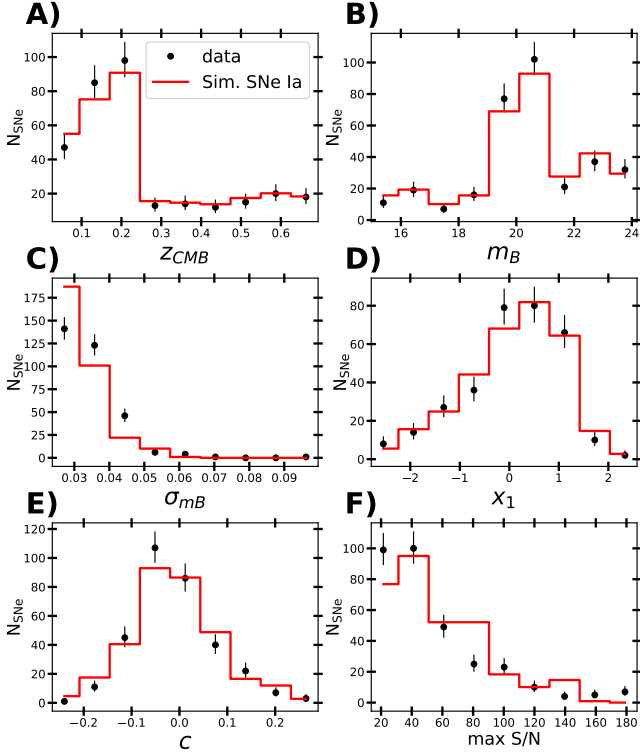 A) B)
data
Sim. SNe Ia
N_SNe
100
80
60
40
20
0.1 0.2 0.3 0.4 0.5 0.6
z_CMB
N_SNe
100
80
60
40
20
0
16 18 20 22 24
m_B
C) D)
N_SNe
175
150
125
100
75
50
25
0
0.03 0.04 0.05 0.06 0.07 0.08 0.09
σ_mB
N_SNe
80
60
40
20
0
−2 −1 0 1 2
x_1
E) F)
N_SNe
120
100
80
60
40
20
0
−0.2 −0.1 0.0 0.1 0.2
c
N_SNe
100
80
60
40
20
0
20 40 60 80 100 120 140 160 180
max S/N